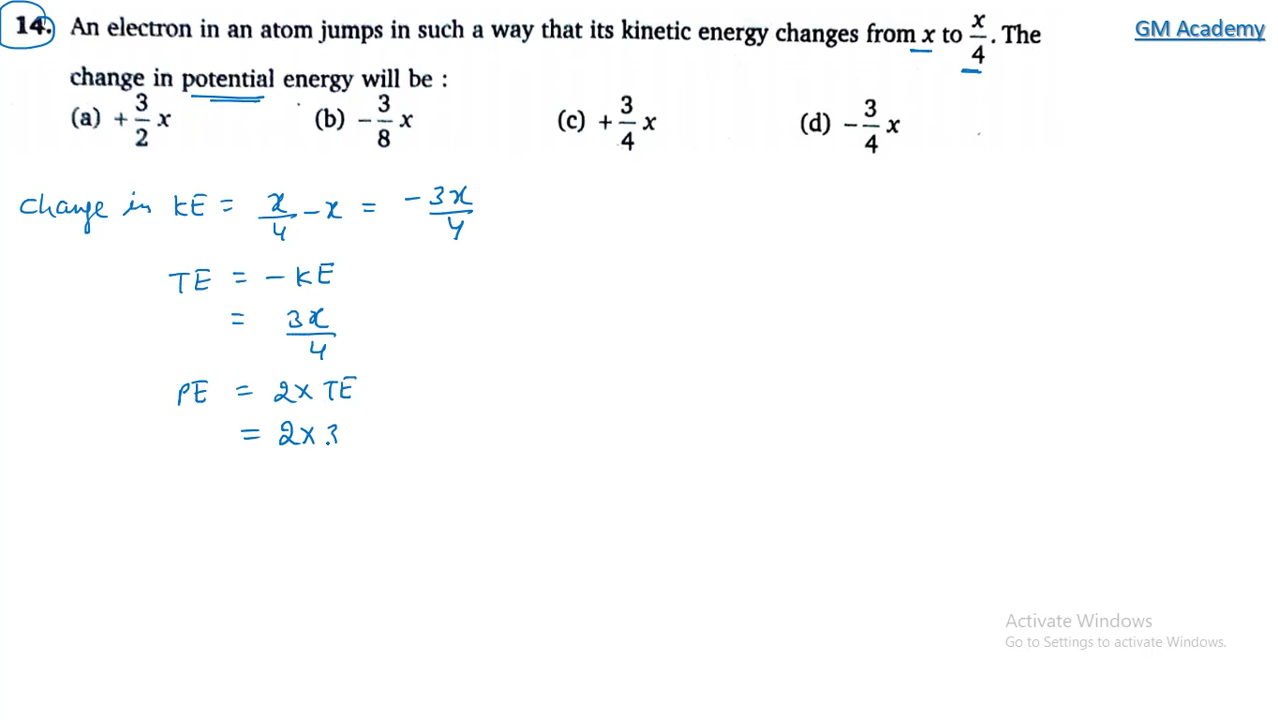 14. An electron in an atom jumps in such a way that its kinetic energy changes from x to x/4. The
GM Academy
change in potential energy will be :
(a) + 3/2 x (b) - 3/8 x (c) + 3/4 x (d) - 3/4 x
change in KE = x/4 - x = - 3x/4
TE = - KE
= 3x/4
PE = 2 x TE
= 2 x 3
Activate Windows
Go to Settings to activate Windows.